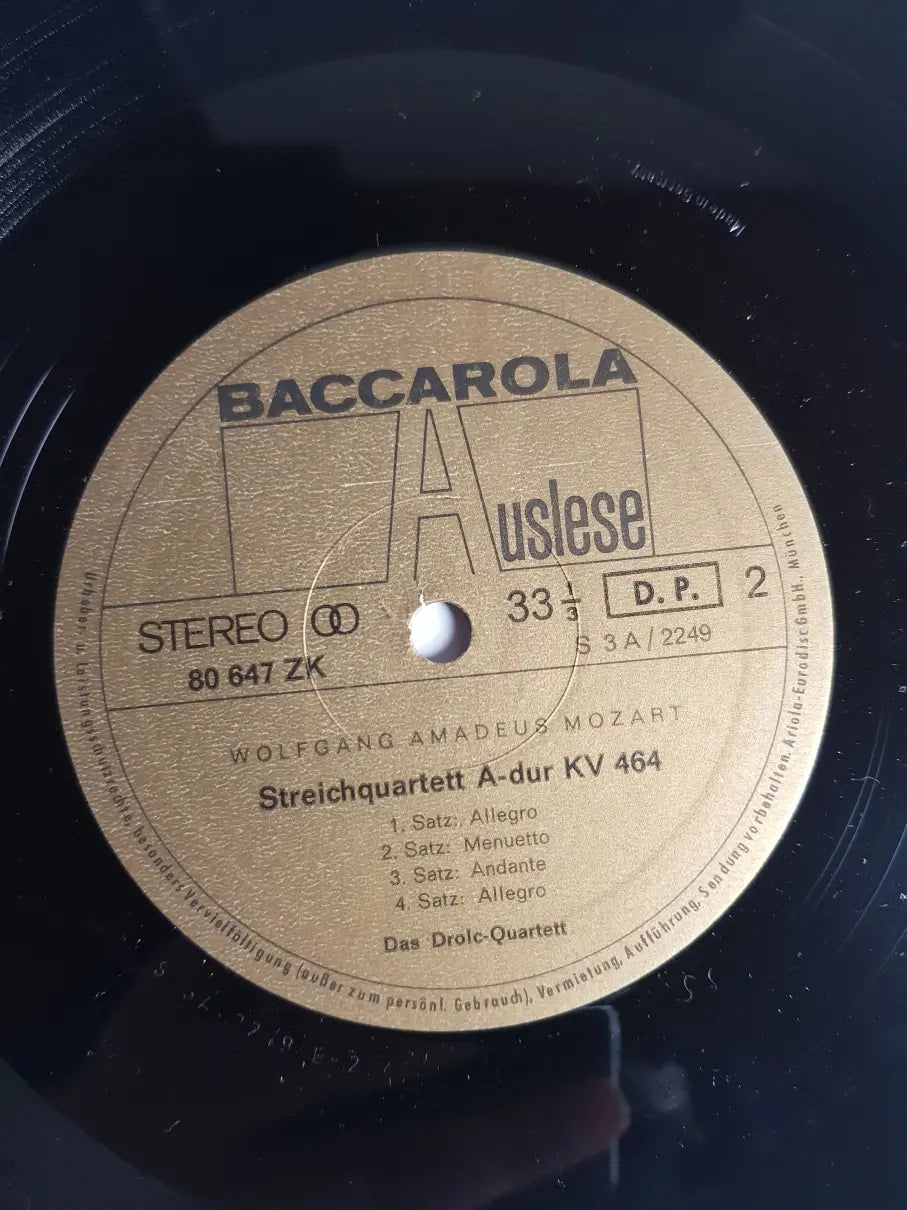 Made in Germany
BACCAROLA
Auslese
STEREO
33 1/3 D. P. 2
80 647 ZK
S 3 A / 2249
WOLFGANG AMADEUS MOZART
Streichquartett A-dur KV 464
1. Satz: Allegro
2. Satz: Menuetto
3. Satz: Andante
4. Satz: Allegro
Das Drolc-Quartett
Urheber- u. Leistungsschutzrechte, besonders Vervielfältigung (außer zum persönl. Gebrauch), Vermietung, Aufführung, Sendung vorbehalten. Ariola-Eurodisc GmbH., München